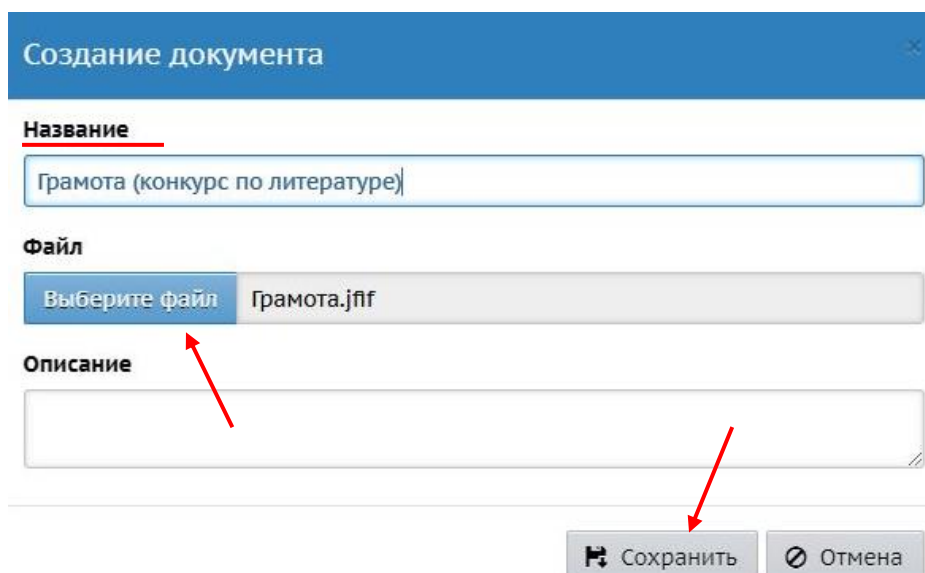 Создание документа
Название
Грамота (конкурс по литературе)
Файл
Выберите файл Грамота.jfif
Описание
Сохранить Отмена